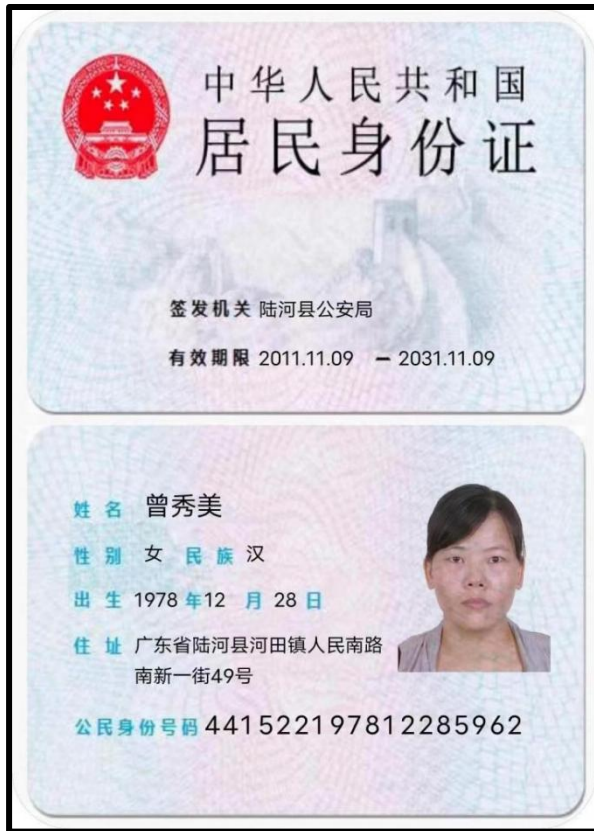 中华人民共和国
居民身份证
签发机关 陆河县公安局
有效期限 2011.11.09 － 2031.11.09
姓名 曾秀美
性别 女 民族 汉
出生 1978 年 12 月 28 日
住址 广东省陆河县河田镇人民南路
南新一街49号
公民身份号码 441522197812285962